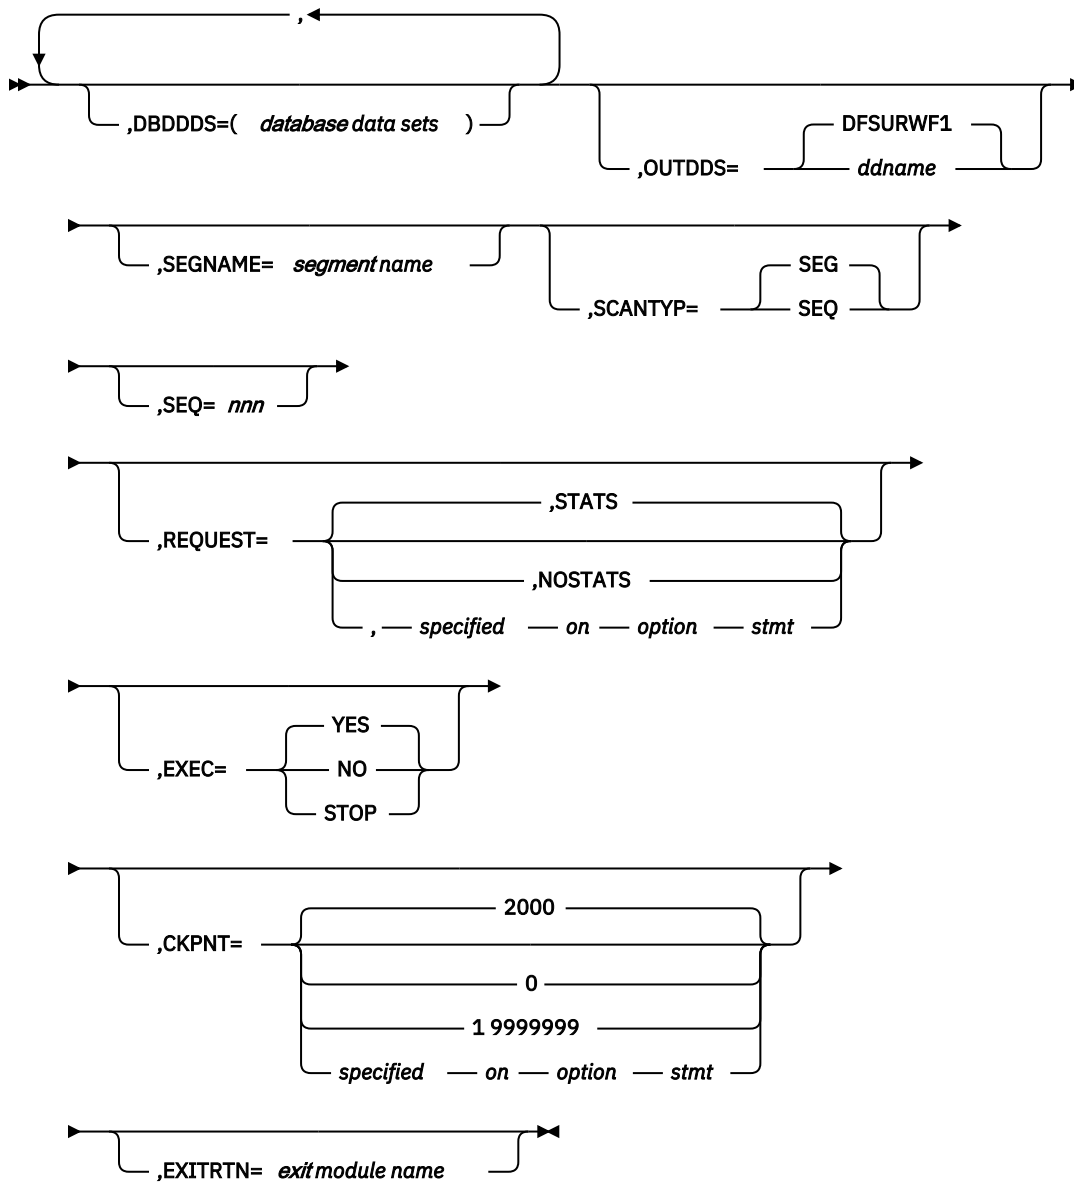 ,
,DBDDDS=( database data sets )
DFSURWF1
,OUTDDS= ddname
,SEGNAME= segment name
SEG
,SCANTYP= SEQ
,SEQ= nnn
,STATS
,REQUEST=
,NOSTATS
, specified on option stmt
YES
,EXEC= NO
STOP
2000
,CKPNT=
0
1 9999999
specified on option stmt
,EXITRTN= exit module name